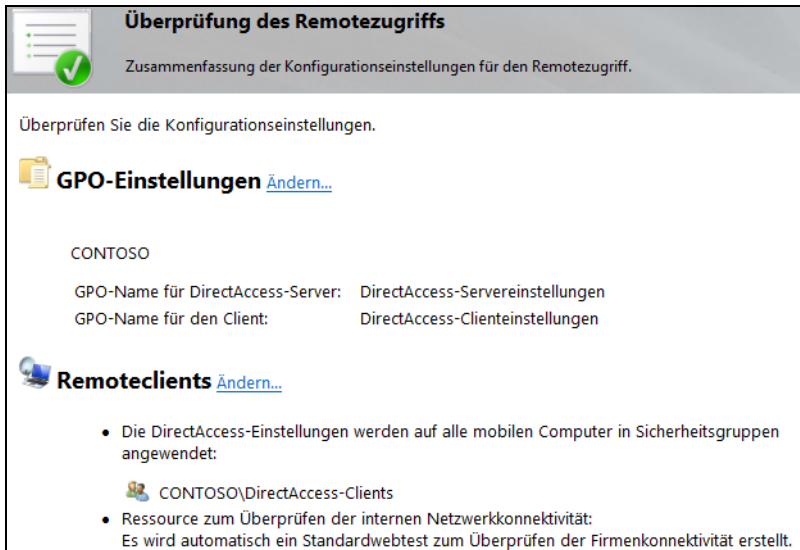 Überprüfung des Remotezugriffs
Zusammenfassung der Konfigurationseinstellungen für den Remotezugriff.
Überprüfen Sie die Konfigurationseinstellungen.
GPO-Einstellungen Ändern...
CONTOSO
GPO-Name für DirectAccess-Server: DirectAccess-Servereinstellungen
GPO-Name für den Client: DirectAccess-Clienteinstellungen
Remoteclients Ändern...
• Die DirectAccess-Einstellungen werden auf alle mobilen Computer in Sicherheitsgruppen
angewendet:
CONTOSO\DirectAccess-Clients
• Ressource zum Überprüfen der internen Netzwerkkonnektivität:
Es wird automatisch ein Standardwebtest zum Überprüfen der Firmenkonnektivität erstellt.